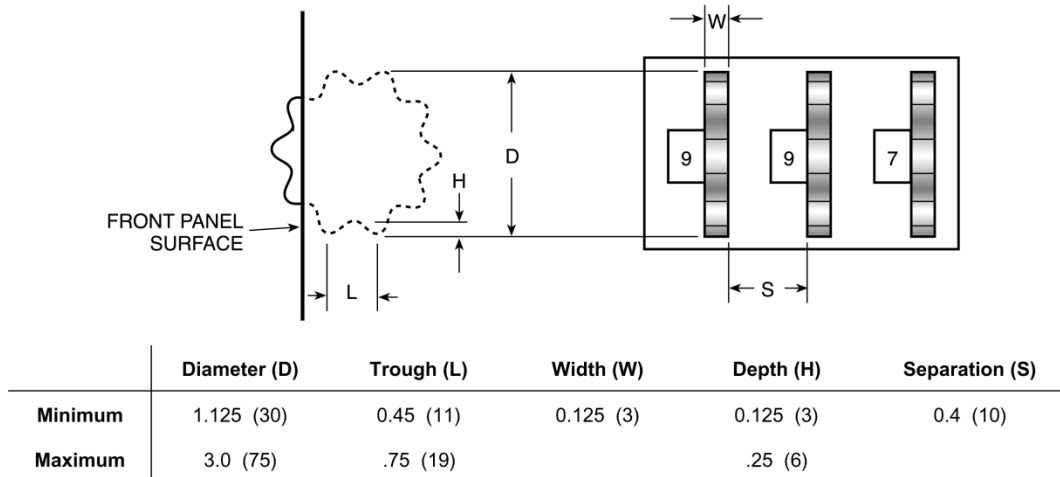 W
H
D
9 9 7
FRONT PANEL
SURFACE
L
S
Diameter (D) Trough (L) Width (W) Depth (H) Separation (S)
Minimum 1.125 (30) 0.45 (11) 0.125 (3) 0.125 (3) 0.4 (10)
Maximum 3.0 (75) .75 (19) .25 (6)